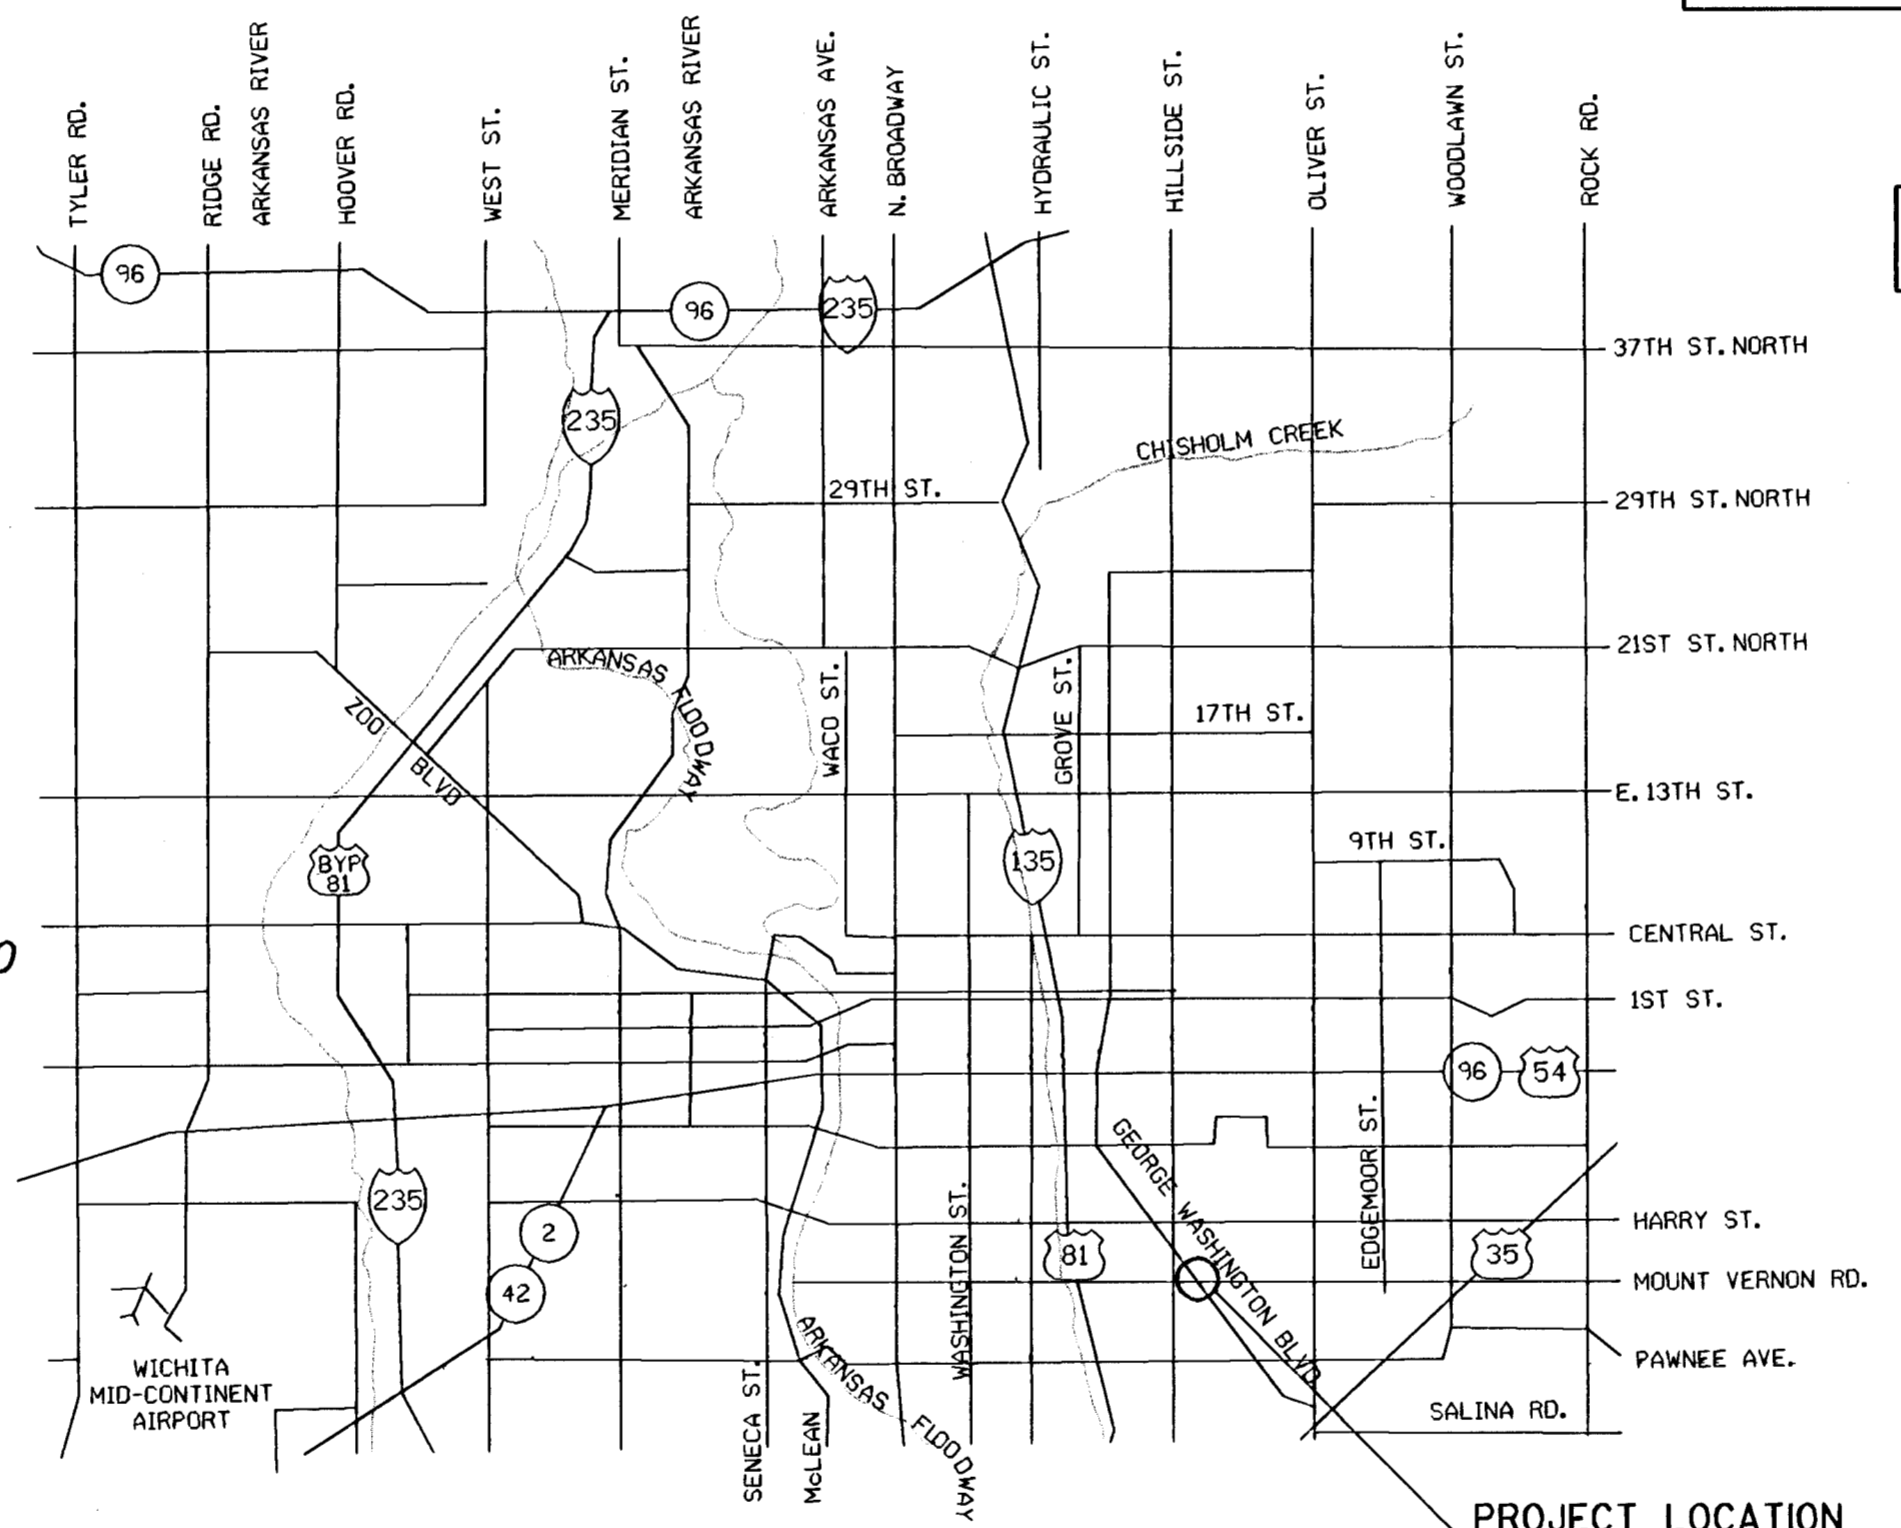 TYLER RD.
RIDGE RD.
ARKANSAS RIVER
HOOVER RD.
WEST ST.
MERIDIAN ST.
ARKANSAS RIVER
ARKANSAS AVE.
N. BROADWAY
HYDRAULIC ST.
HILLSIDE ST.
OLIVER ST.
WOODLAWN ST.
ROCK RD.
96
96
235
37TH ST. NORTH
235
CHISHOLM CREEK
29TH ST.
29TH ST. NORTH
21ST ST. NORTH
ARKANSAS FLOODWAY
ZOO BLVD
WACO ST.
GROVE ST.
17TH ST.
E. 13TH ST.
9TH ST.
BYP
81
135
CENTRAL ST.
1ST ST.
96
54
GEORGE WASHINGTON BLVD
EDGEMOOR ST.
235
2
42
WASHINGTON ST.
81
HARRY ST.
35
MOUNT VERNON RD.
WICHITA
MID-CONTINENT
AIRPORT
ARKANSAS FLOODWAY
PAWNEE AVE.
SENECA ST.
McLEAN
SALINA RD.
PROJECT LOCATION